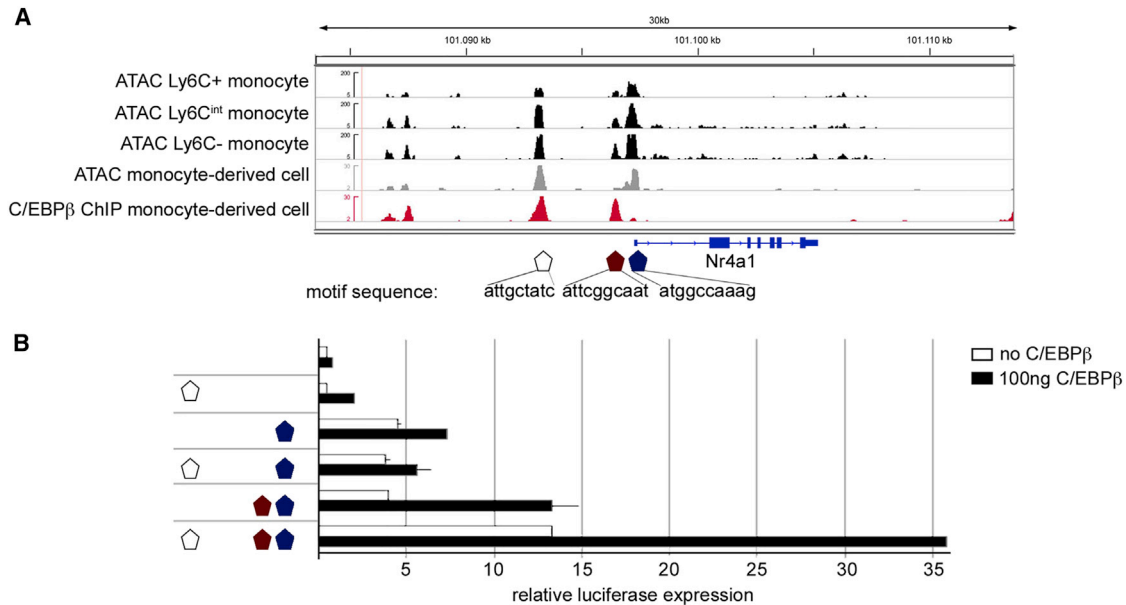 A
30kb
101.090 kb 101.100 kb 101.110 kb
ATAC Ly6C+ monocyte 200 5
ATAC Ly6Cint monocyte 200 5
ATAC Ly6C- monocyte 200 5
ATAC monocyte-derived cell 30 2
C/EBPβ ChIP monocyte-derived cell 30 2
Nr4a1
motif sequence: attgctatc attcggcaat atggccaaag
B
no C/EBPβ
100ng C/EBPβ
5 10 15 20 25 30 35
relative luciferase expression